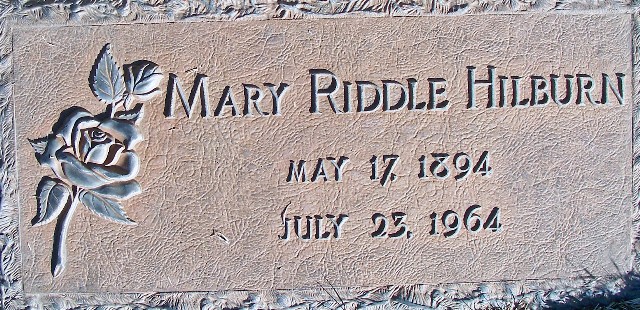 MARY RIDDLE HILBURN
MAY 17, 1894
JULY 23, 1964